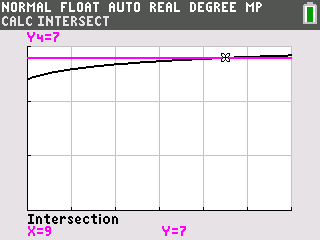 NORMAL FLOAT AUTO REAL DEGREE MP
CALC INTERSECT
Y4=7
Intersection
X=9 Y=7